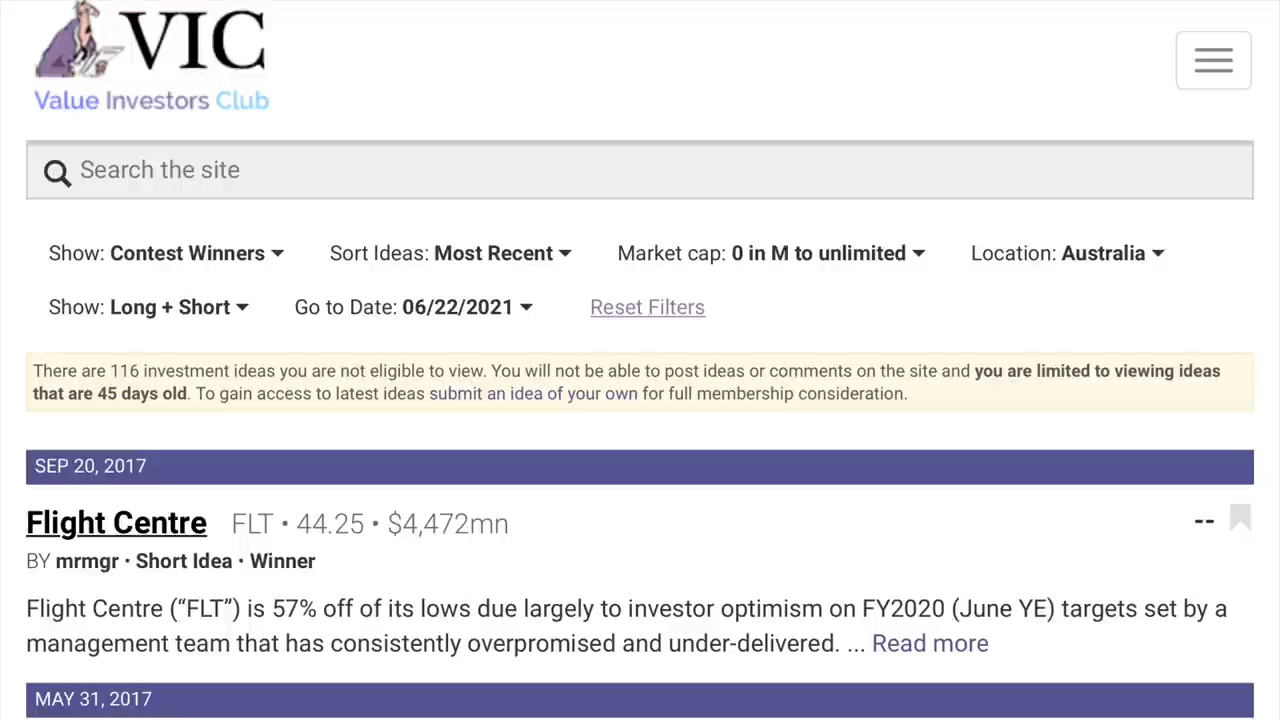 VIC
Value Investors Club
Search the site
Show: Contest Winners Sort Ideas: Most Recent Market cap: 0 in M to unlimited Location: Australia
Show: Long + Short Go to Date: 06/22/2021 Reset Filters
There are 116 investment ideas you are not eligible to view. You will not be able to post ideas or comments on the site and you are limited to viewing ideas
that are 45 days old. To gain access to latest ideas submit an idea of your own for full membership consideration.
SEP 20, 2017
Flight Centre FLT • 44.25 • $4,472mn --
BY mrmgr · Short Idea · Winner
Flight Centre (“FLT”) is 57% off of its lows due largely to investor optimism on FY2020 (June YE) targets set by a
management team that has consistently overpromised and under-delivered. ... Read more
MAY 31, 2017